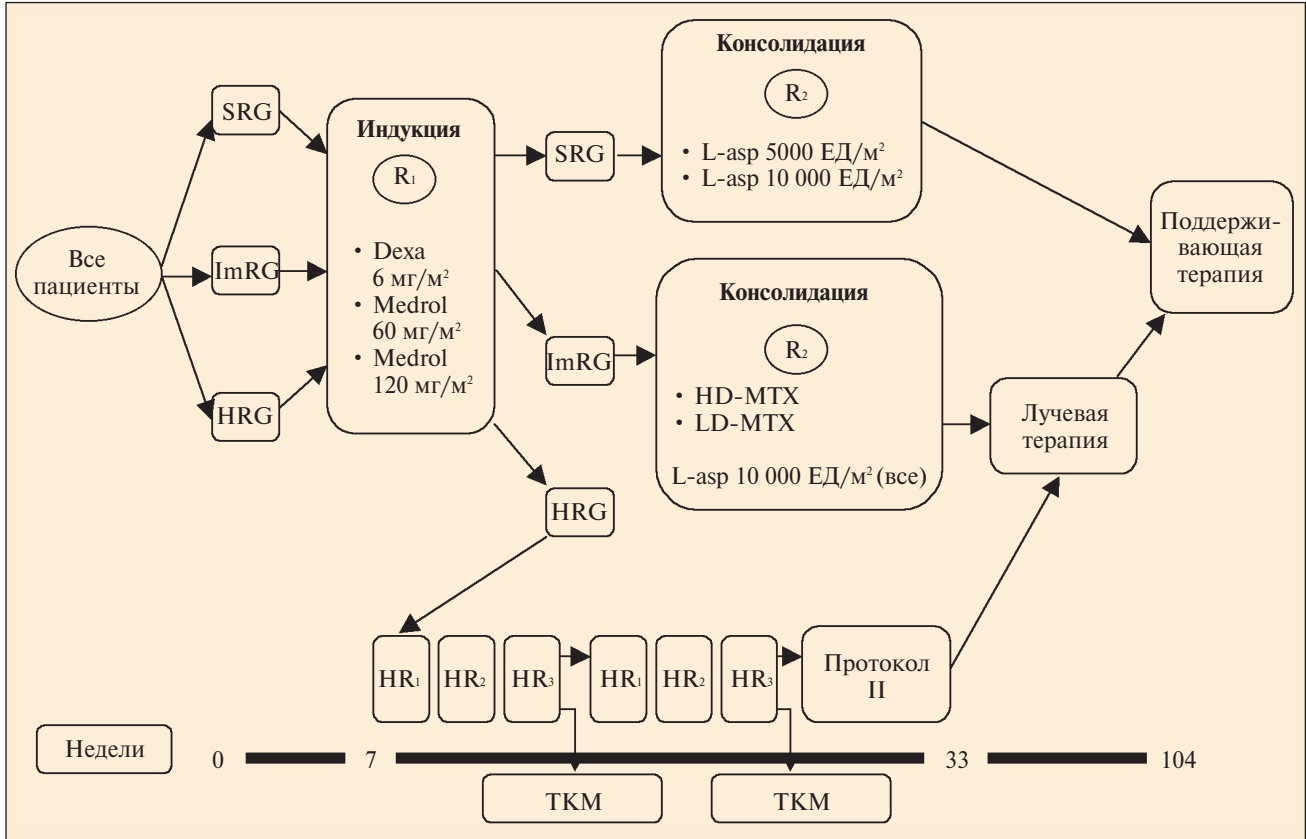 Все
пациенты
SRG
ImRG
HRG
Индукция
R₁
• Dexa
6 мг/м²
• Medrol
60 мг/м²
• Medrol
120 мг/м²
SRG
ImRG
HRG
Консолидация
R₂
• L-asp 5000 ЕД/м²
• L-asp 10 000 ЕД/м²
Консолидация
R₂
• HD-MTX
• LD-MTX
L-asp 10 000 ЕД/м² (все)
Поддержи-
вающая
терапия
Лучевая
терапия
HR₁
HR₂
HR₃
HR₁
HR₂
HR₃
Протокол
II
Недели
0
7
33
104
ТКМ
ТКМ